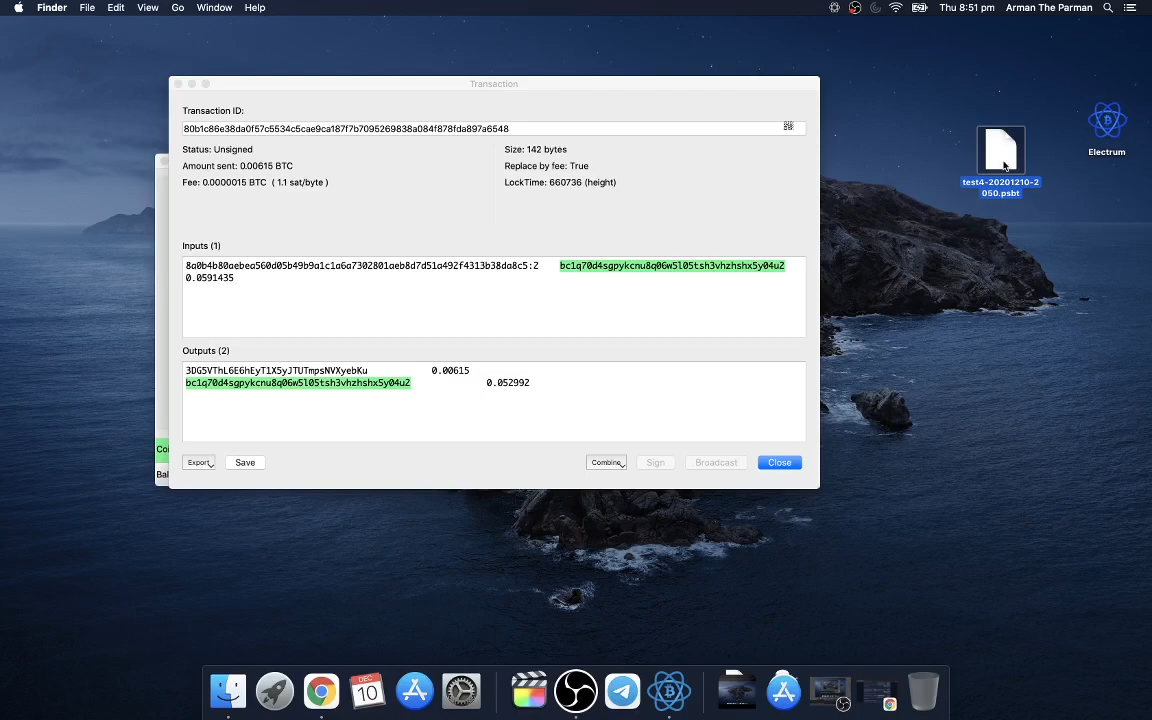 Finder File Edit View Go Window Help Thu 8:51 pm Arman The Parman
Transaction
Transaction ID:
80b1c86e38da0f57c5534c5cae9ca187f7b7095269838a084f878fda897a6548
Status: Unsigned
Amount sent: 0.00615 BTC
Fee: 0.0000015 BTC ( 1.1 sat/byte )
Size: 142 bytes
Replace by fee: True
LockTime: 660736 (height)
Inputs (1)
8a0b4b80aebea560d05b49b9a1c1a6a7302801aeb8d7d51a492f4313b38da8c5:2 bc1q70d4sgpykcnu8q06w5l05tsh3vhzhshx5y04u2
0.0591435
Outputs (2)
3DG5VThL6E6hEyT1X5yJTUTmpsNVXyebKu 0.00615
bc1q70d4sgpykcnu8q06w5l05tsh3vhzhshx5y04u2 0.052992
Export Save Combine Sign Broadcast Close
Coi
Bal
test4-20201210-2
050.psbt
Electrum
DEC
10